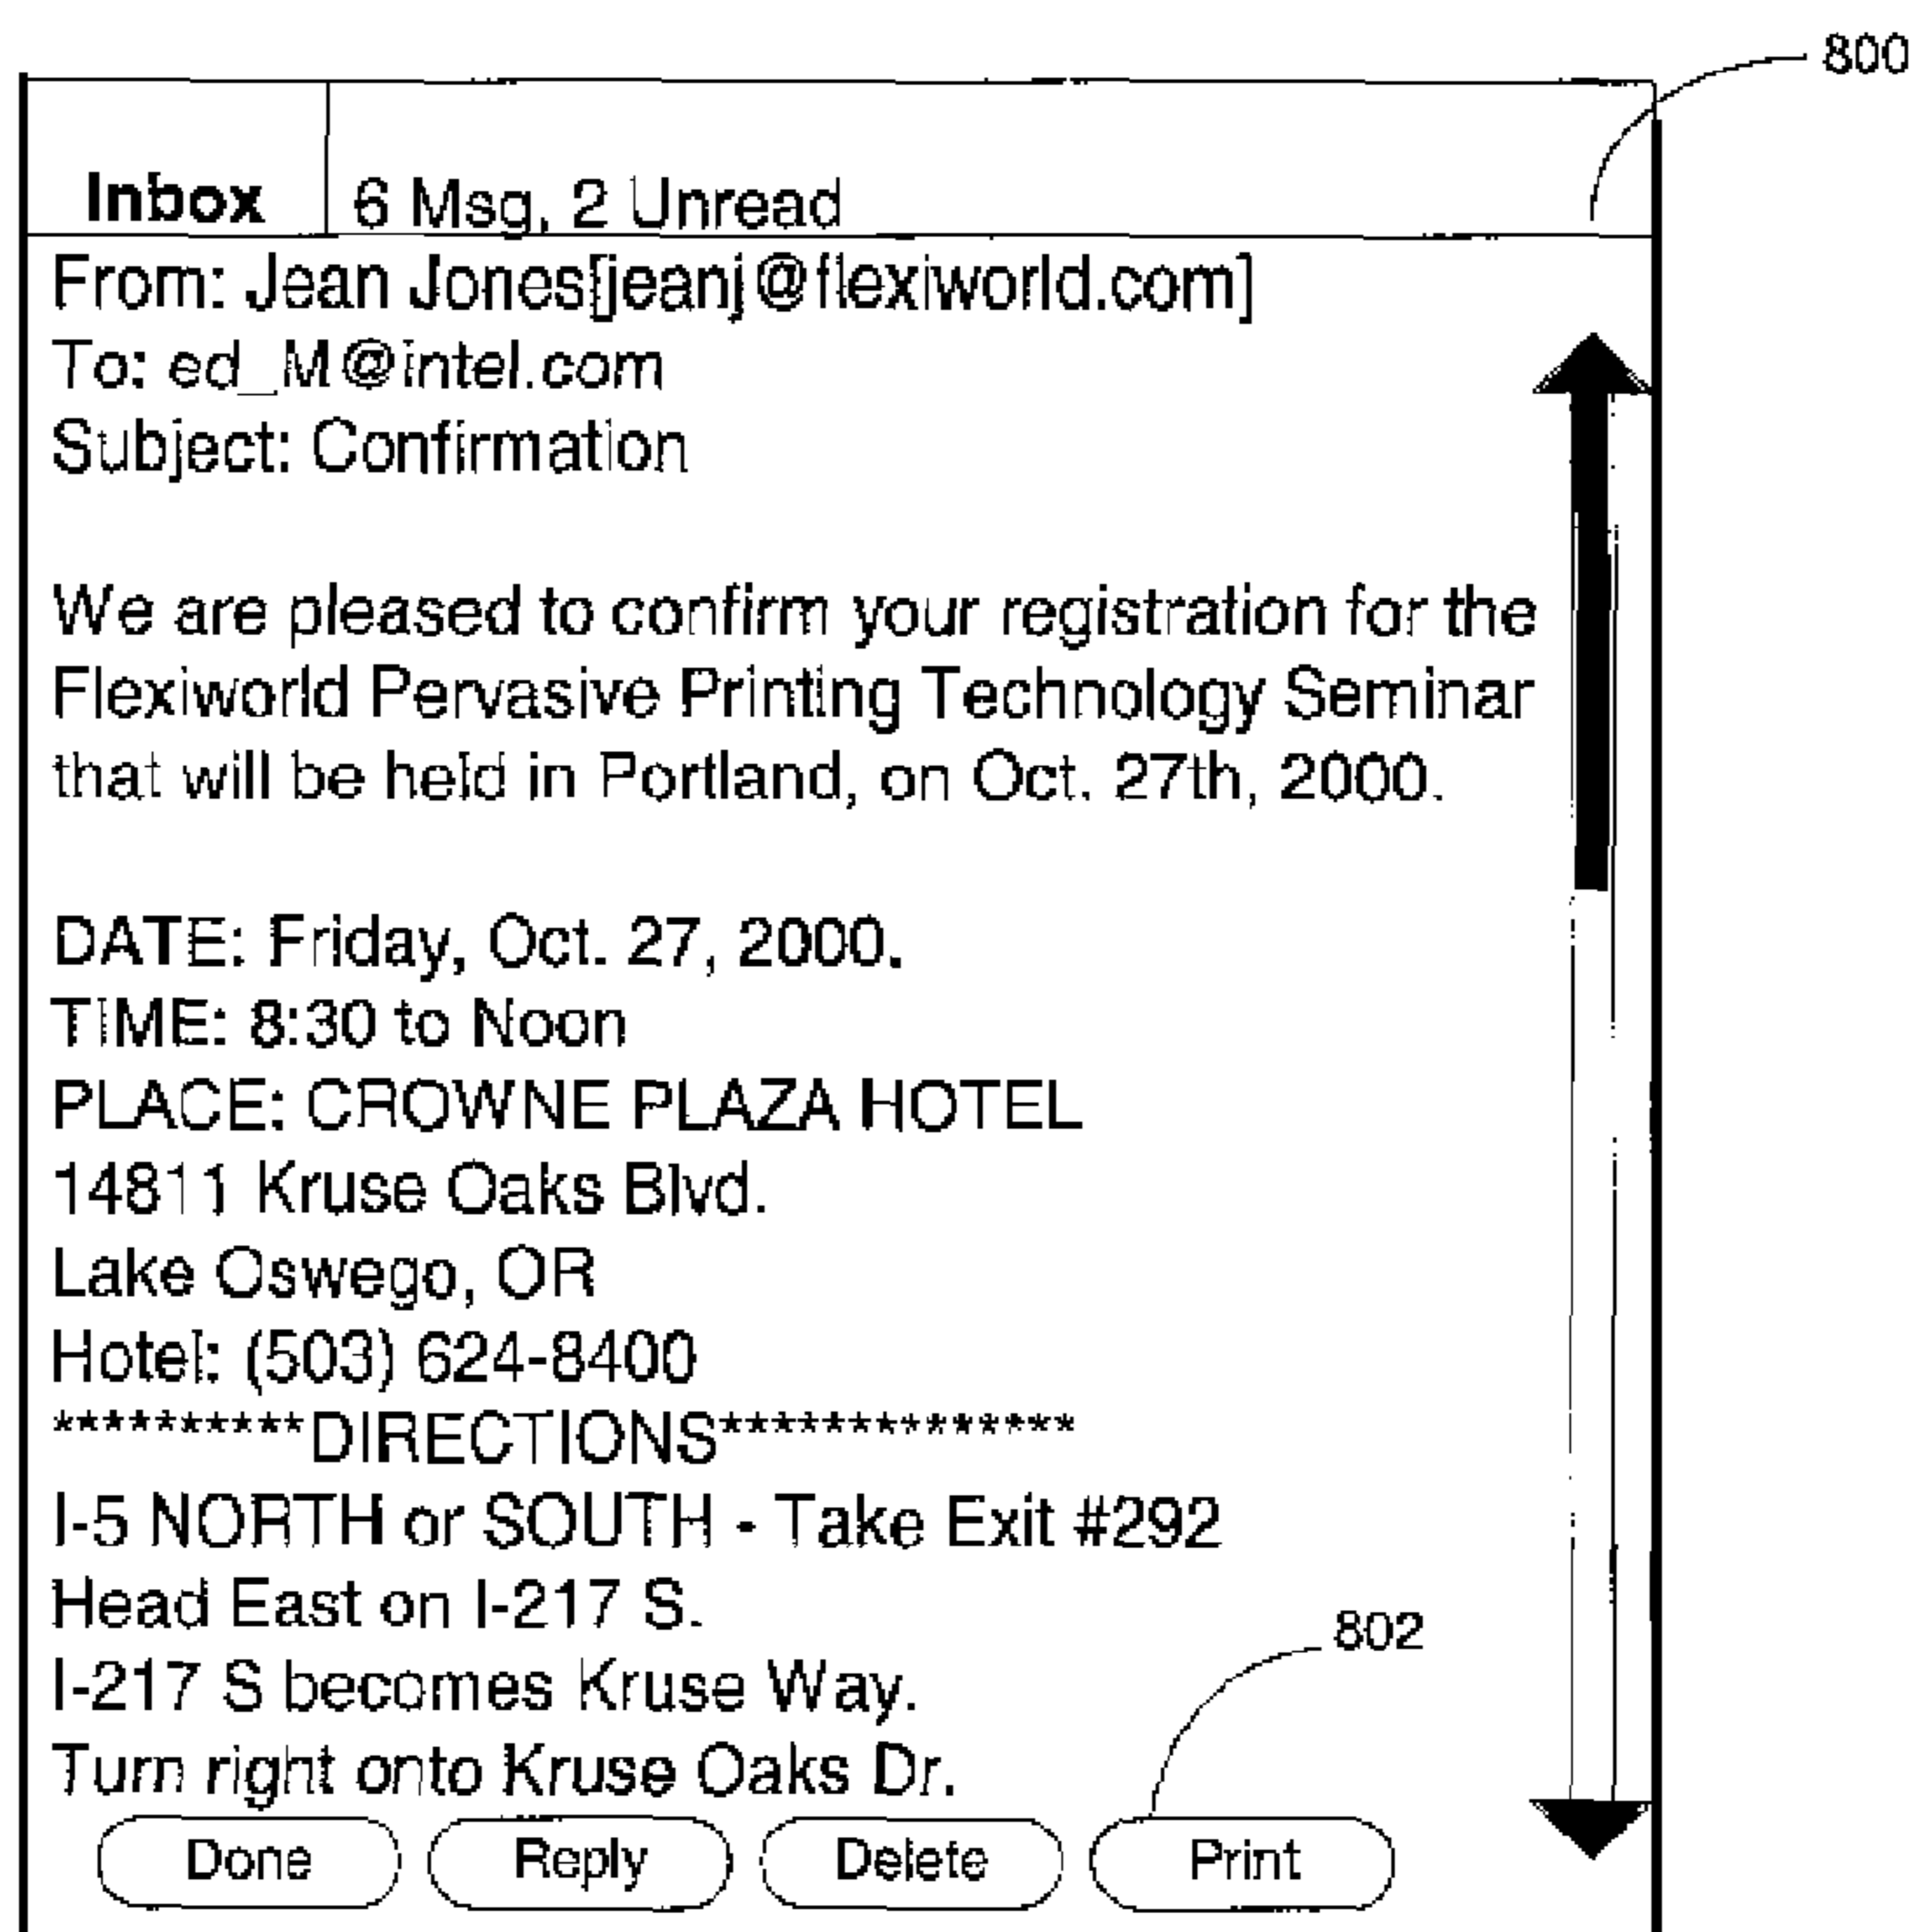 800
Inbox 6 Msg, 2 Unread
From: Jean Jones[jeanj@flexiworld.com]
To: ed_M@intel.com
Subject: Confirmation
We are pleased to confirm your registration for the
Flexiworld Pervasive Printing Technology Seminar
that will be held in Portland, on Oct. 27th, 2000.
DATE: Friday, Oct. 27, 2000.
TIME: 8:30 to Noon
PLACE: CROWNE PLAZA HOTEL
14811 Kruse Oaks Blvd.
Lake Oswego, OR
Hotel: (503) 624-8400
**********DIRECTIONS**************
I-5 NORTH or SOUTH - Take Exit #292
Head East on I-217 S.
802
I-217 S becomes Kruse Way.
Turn right onto Kruse Oaks Dr.
Done Reply Delete Print